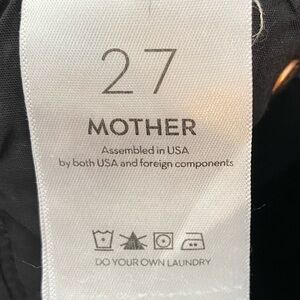 27
MOTHER
Assembled in USA
by both USA and foreign components
DO YOUR OWN LAUNDRY